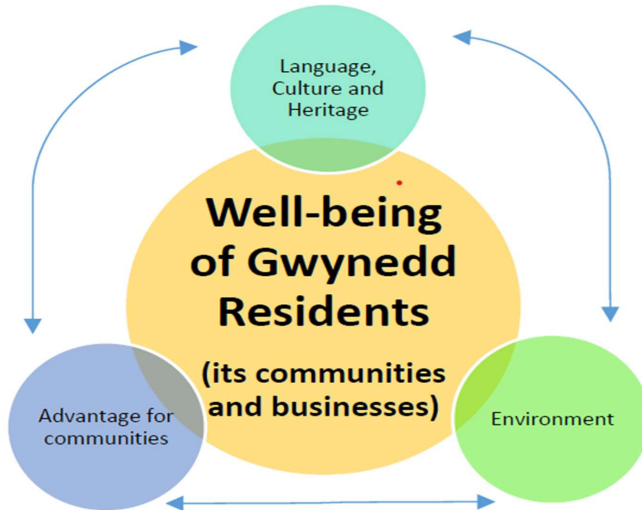 Language,
Culture and
Heritage
Well-being
of Gwynedd
Residents
(its communities
and businesses)
Advantage for
communities
Environment